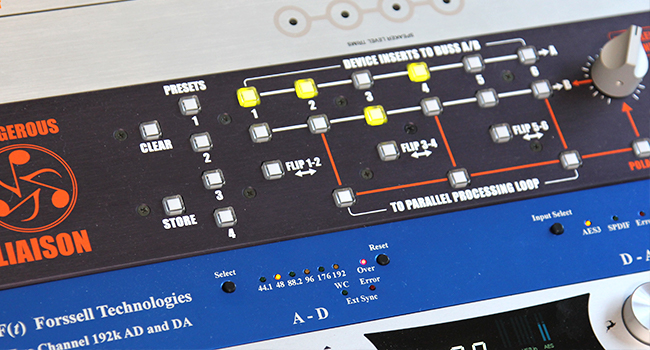 SPEAKER LEVEL TRIMS
DEVICE INSERTS TO BUSS A/B
A
B
PRESETS
1 2 3 4 5 6
1
CLEAR
2
FLIP 1-2
FLIP 3-4
FLIP 5-6
3
STORE
4
TO PARALLEL PROCESSING LOOP
LIAISON
Input Select
AES3 SPDIF
Select
Reset
44.1 48 88.2 96 176 192
Over
WC
Error
Ext Sync
A - D
F(t) Forssell Technologies
Channel 192k AD and DA